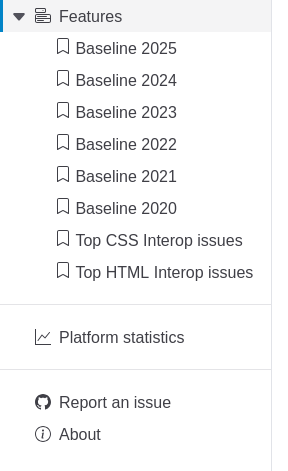 Features
Baseline 2025
Baseline 2024
Baseline 2023
Baseline 2022
Baseline 2021
Baseline 2020
Top CSS Interop issues
Top HTML Interop issues
Platform statistics
Report an issue
About